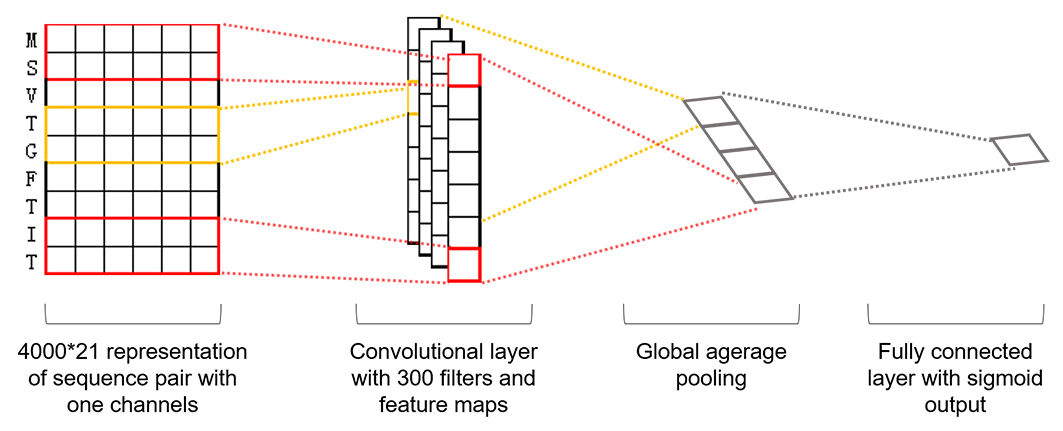 M
S
V
T
G
F
T
I
T
4000*21 representation
of sequence pair with
one channels
Convolutional layer
with 300 filters and
feature maps
Global agerage
pooling
Fully connected
layer with sigmoid
output